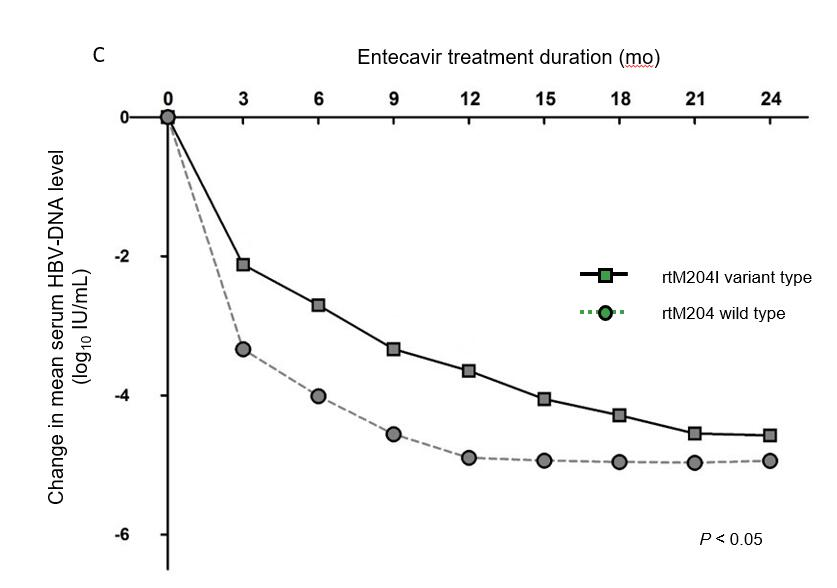 C
Entecavir treatment duration (mo)
0 3 6 9 12 15 18 21 24
0
-2
-4
-6
Change in mean serum HBV-DNA level
(log₁₀ IU/mL)
rtM204I variant type
rtM204 wild type
P < 0.05